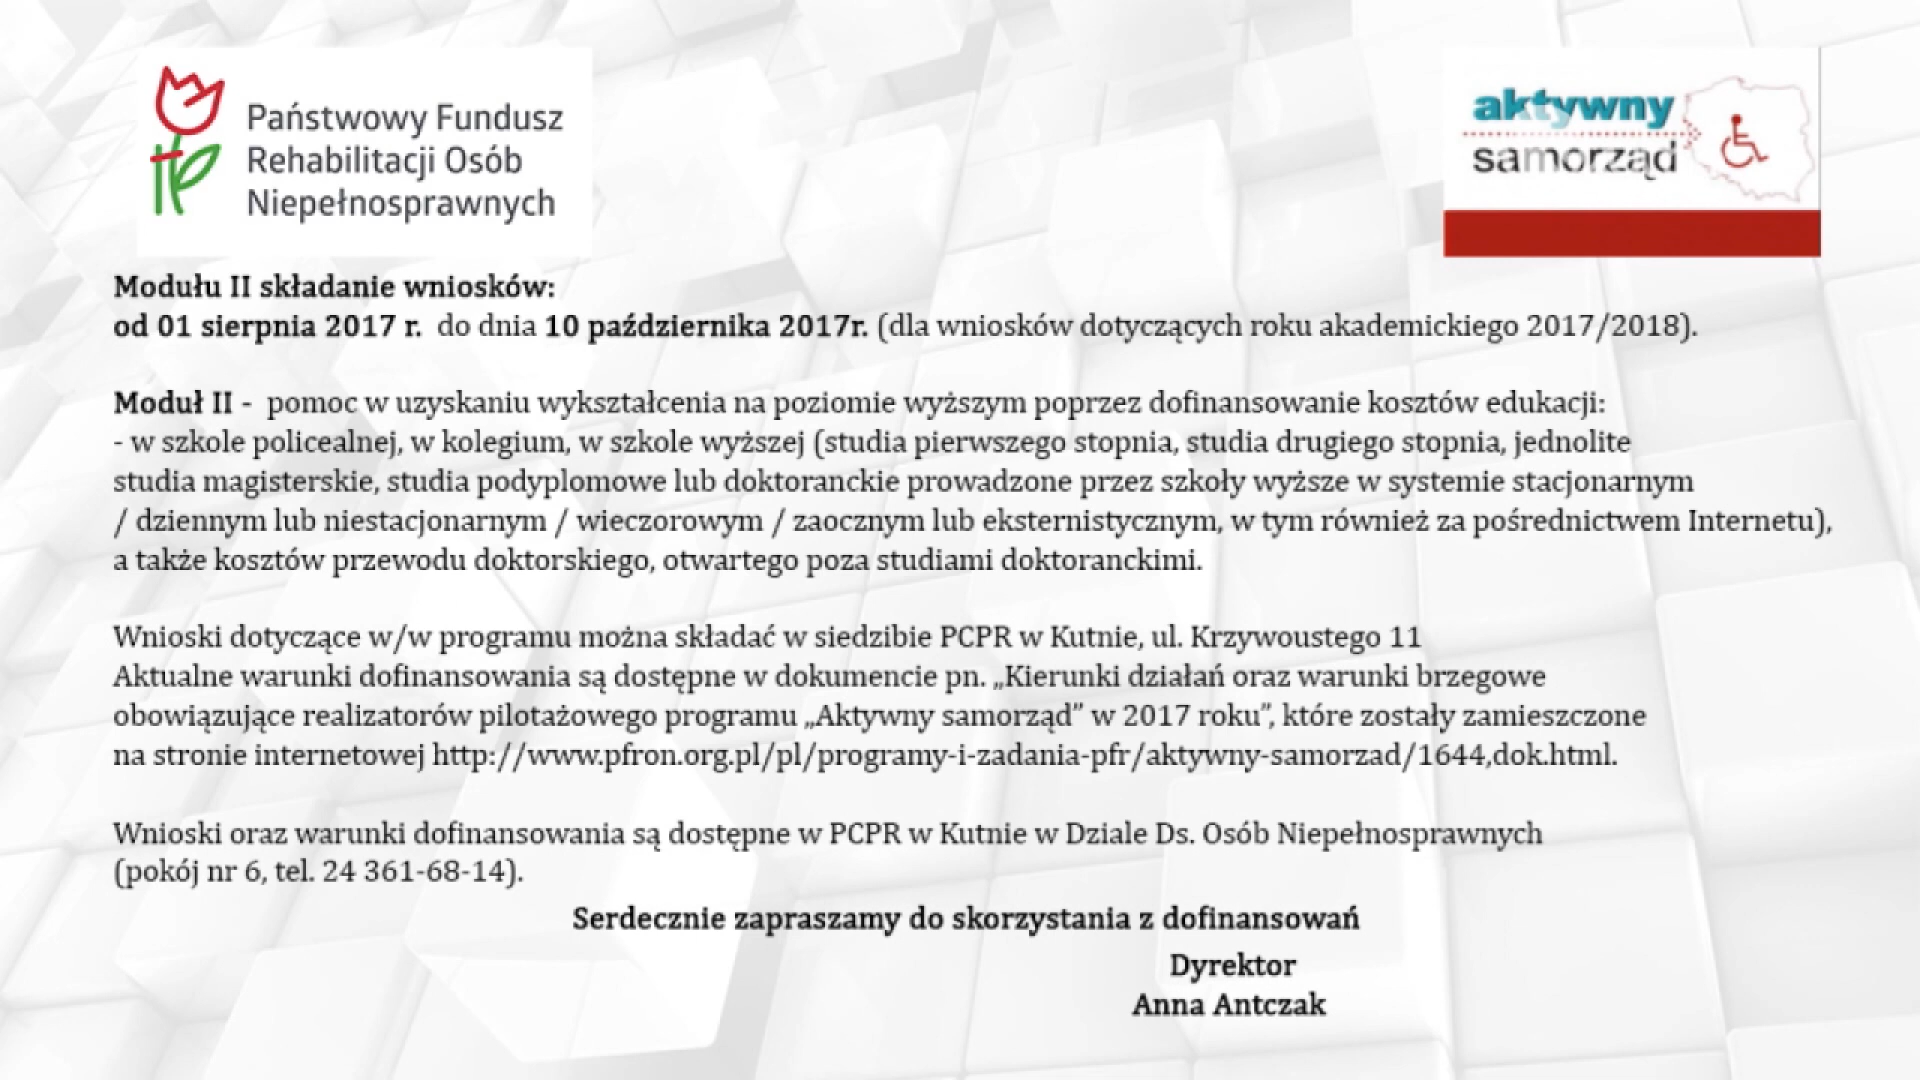 Państwowy Fundusz
Rehabilitacji Osób
Niepełnosprawnych
aktywny
samorząd
Modułu II składanie wniosków:
od 01 sierpnia 2017 r. do dnia 10 października 2017r. (dla wniosków dotyczących roku akademickiego 2017/2018).
Moduł II - pomoc w uzyskaniu wykształcenia na poziomie wyższym poprzez dofinansowanie kosztów edukacji:
- w szkole policealnej, w kolegium, w szkole wyższej (studia pierwszego stopnia, studia drugiego stopnia, jednolite
studia magisterskie, studia podyplomowe lub doktoranckie prowadzone przez szkoły wyższe w systemie stacjonarnym
/ dziennym lub niestacjonarnym / wieczorowym / zaocznym lub eksternistycznym, w tym również za pośrednictwem Internetu),
a także kosztów przewodu doktorskiego, otwartego poza studiami doktoranckimi.
Wnioski dotyczące w/w programu można składać w siedzibie PCPR w Kutnie, ul. Krzywoustego 11
Aktualne warunki dofinansowania są dostępne w dokumencie pn. „Kierunki działań oraz warunki brzegowe
obowiązujące realizatorów pilotażowego programu „Aktywny samorząd” w 2017 roku”, które zostały zamieszczone
na stronie internetowej http://www.pfron.org.pl/pl/programy-i-zadania-pfr/aktywny-samorzad/1644,dok.html.
Wnioski oraz warunki dofinansowania są dostępne w PCPR w Kutnie w Dziale Ds. Osób Niepełnosprawnych
(pokój nr 6, tel. 24 361-68-14).
Serdecznie zapraszamy do skorzystania z dofinansowań
Dyrektor
Anna Antczak